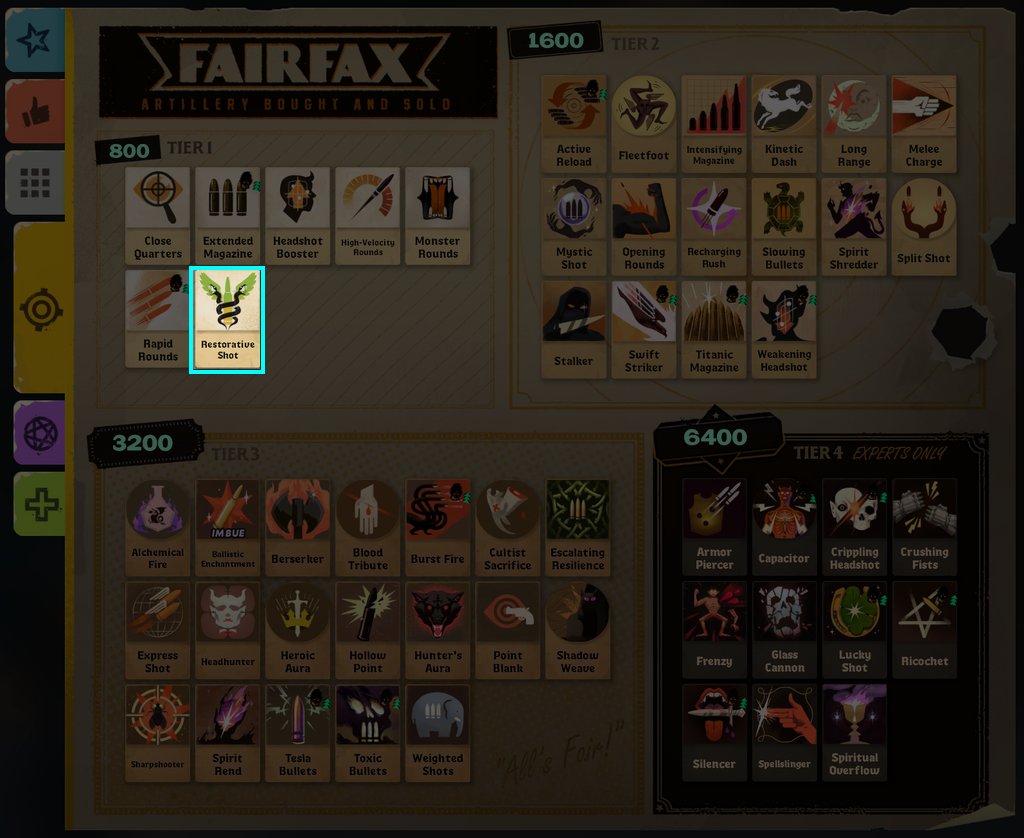 FAIRFAX
ARTILLERY BOUGHT AND SOLD
800 TIER 1
Close
Quarters
Extended
Magazine
Headshot
Booster
High-Velocity
Rounds
Monster
Rounds
Rapid
Rounds
Restorative
Shot
1600 TIER 2
Active
Reload
Fleetfoot
Intensifying
Magazine
Kinetic
Dash
Long
Range
Melee
Charge
Mystic
Shot
Opening
Rounds
Recharging
Rush
Slowing
Bullets
Spirit
Shredder
Split Shot
Stalker
Swift
Striker
Titanic
Magazine
Weakening
Headshot
3200 TIER 3
Alchemical
Fire
IMBUE
Ballistic
Enchantment
Berserker
Blood
Tribute
Burst Fire
Cultist
Sacrifice
Escalating
Resilience
Express
Shot
Headhunter
Heroic
Aura
Hollow
Point
Hunter's
Aura
Point
Blank
Shadow
Weave
Sharpshooter
Spirit
Rend
Tesla
Bullets
Toxic
Bullets
Weighted
Shots
"All's Fair!"
6400 TIER 4 EXPERTS ONLY
Armor
Piercer
Capacitor
Crippling
Headshot
Crushing
Fists
Frenzy
Glass
Cannon
Lucky
Shot
Ricochet
Silencer
Spellslinger
Spiritual
Overflow